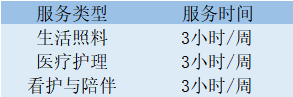 服务类型 服务时间
生活照料 3小时/周
医疗护理 3小时/周
看护与陪伴 3小时/周